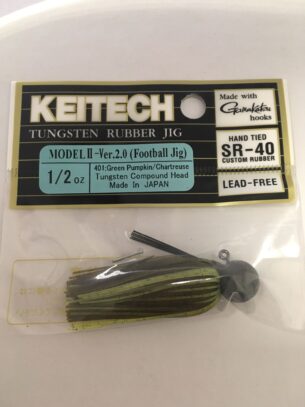 KEITECH
TUNGSTEN RUBBER JIG
MODEL II-Ver.2.0 (Football Jig)
1/2 oz
401:Green Pumpkin/Chartreuse
Tungsten Compound Head
Made In JAPAN
Made with
Gamakatsu
hooks
HAND TIED
SR-40
CUSTOM RUBBER
LEAD-FREE